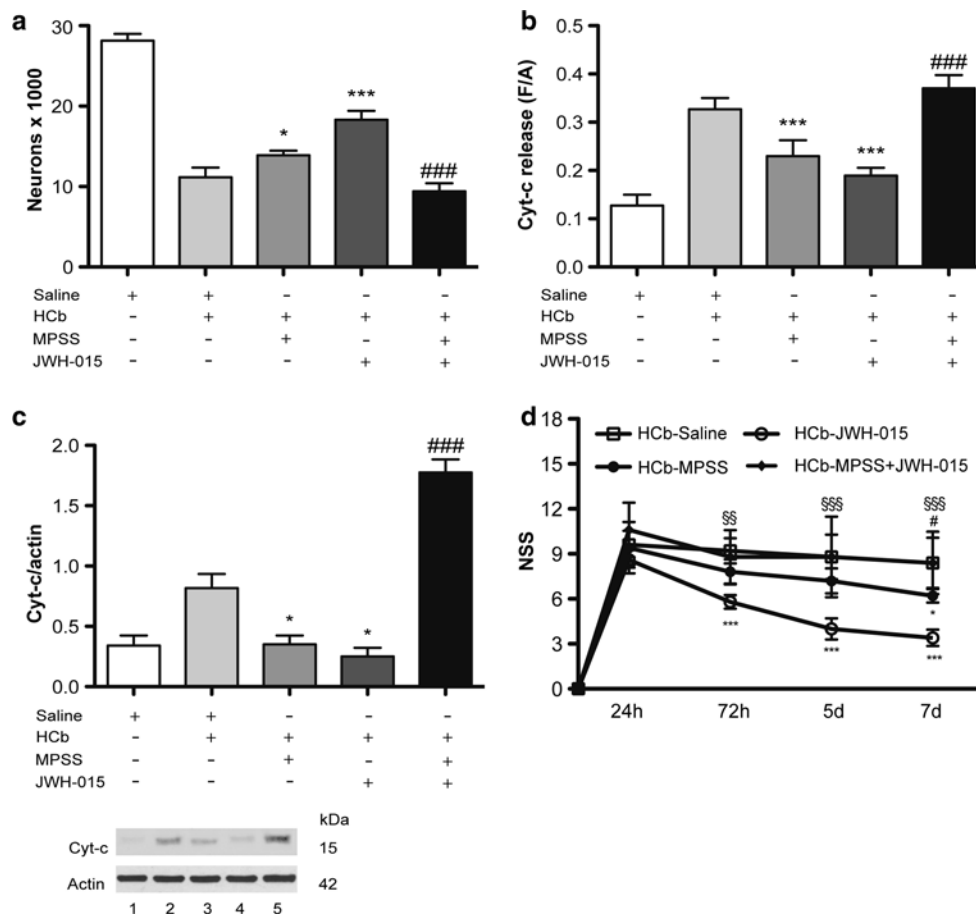 a
Neurons x 1000
30
20
10
0
*
***
###
Saline + + - - -
HCb - + + + +
MPSS - - + - +
JWH-015 - - - + +
b
Cyt-c release (F/A)
0.4
0.3
0.2
0.1
0.0
***
***
###
Saline + + - - -
HCb - + + + +
MPSS - - + - +
JWH-015 - - - + +
c
Cyt-c/actin
2.0
1.5
1.0
0.5
0.0
*
*
###
Saline + + - - -
HCb - + + + +
MPSS - - + - +
JWH-015 - - - + +
kDa
Cyt-c 15
Actin 42
1 2 3 4 5
d
NSS
18
15
12
9
6
3
0
HCb-Saline HCb-JWH-015
HCb-MPSS HCb-MPSS+JWH-015
§§ §§§ §§§
#
*
*** *** ***
24h 72h 5d 7d